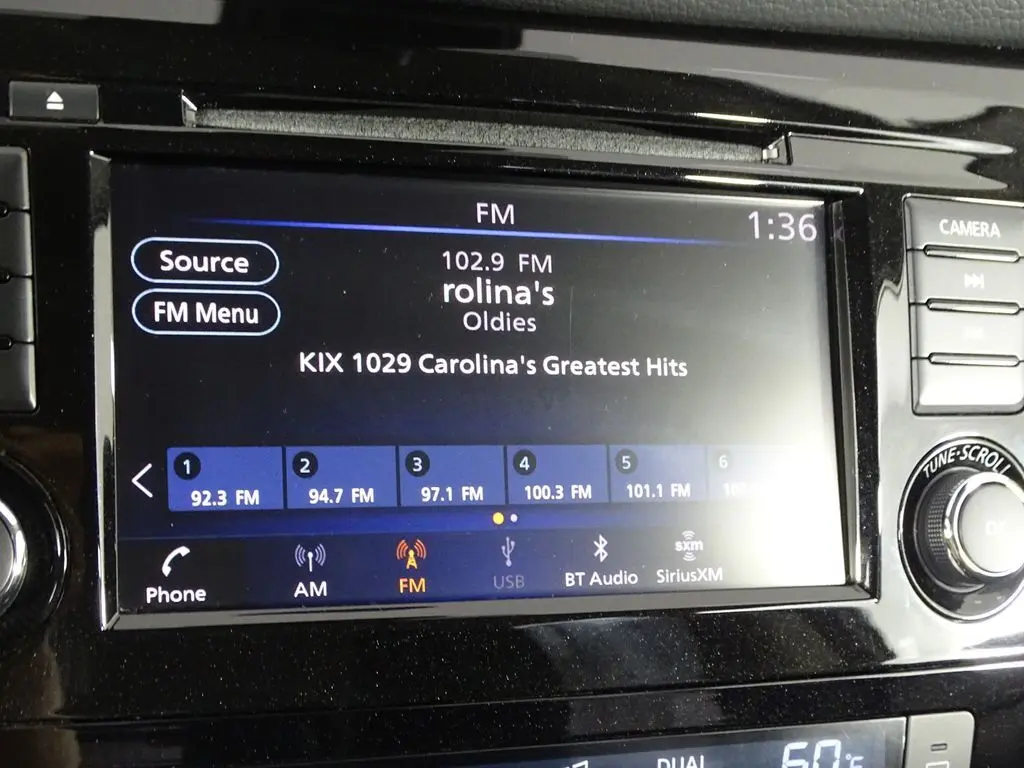 FM
1:36
CAMERA
Source
102.9 FM
rolina's
FM Menu
Oldies
KIX 1029 Carolina's Greatest Hits
TUNE·SCROLL
1
2
3
4
5
6
92.3 FM
94.7 FM
97.1 FM
100.3 FM
101.1 FM
OK
sxm
Phone
AM
FM
USB
BT Audio
SiriusXM
DUAL
60°F